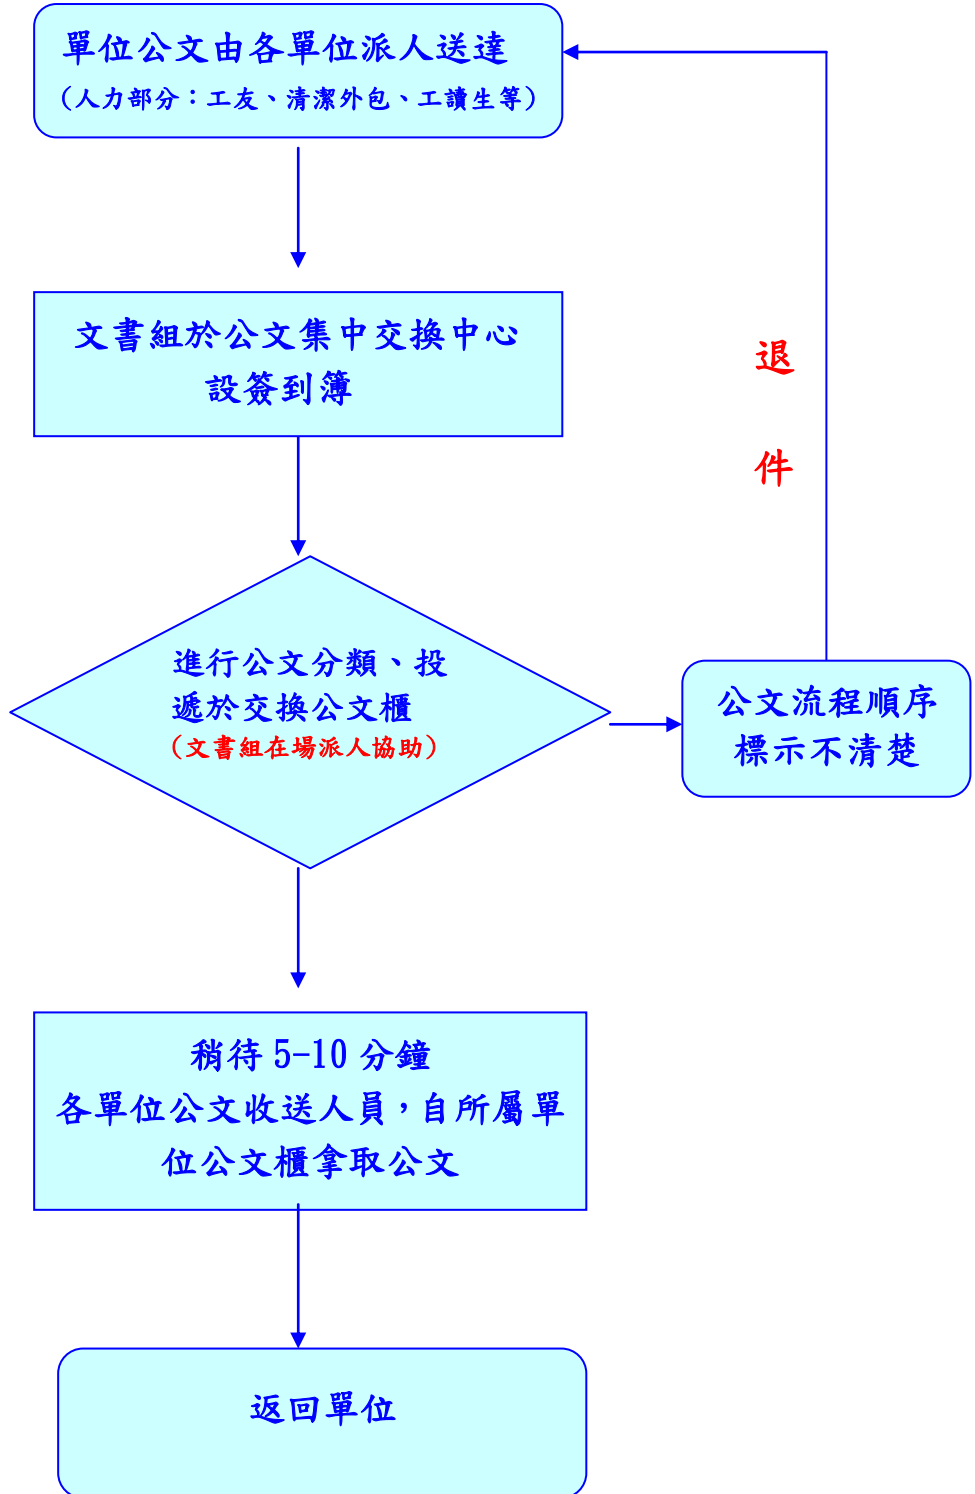 單位公文由各單位派人送達
（人力部分：工友、清潔外包、工讀生等）
文書組於公文集中交換中心
設簽到簿
退
件
進行公文分類、投
遞於交換公文櫃
（文書組在場派人協助）
公文流程順序
標示不清楚
稍待 5-10 分鐘
各單位公文收送人員，自所屬單
位公文櫃拿取公文
返回單位